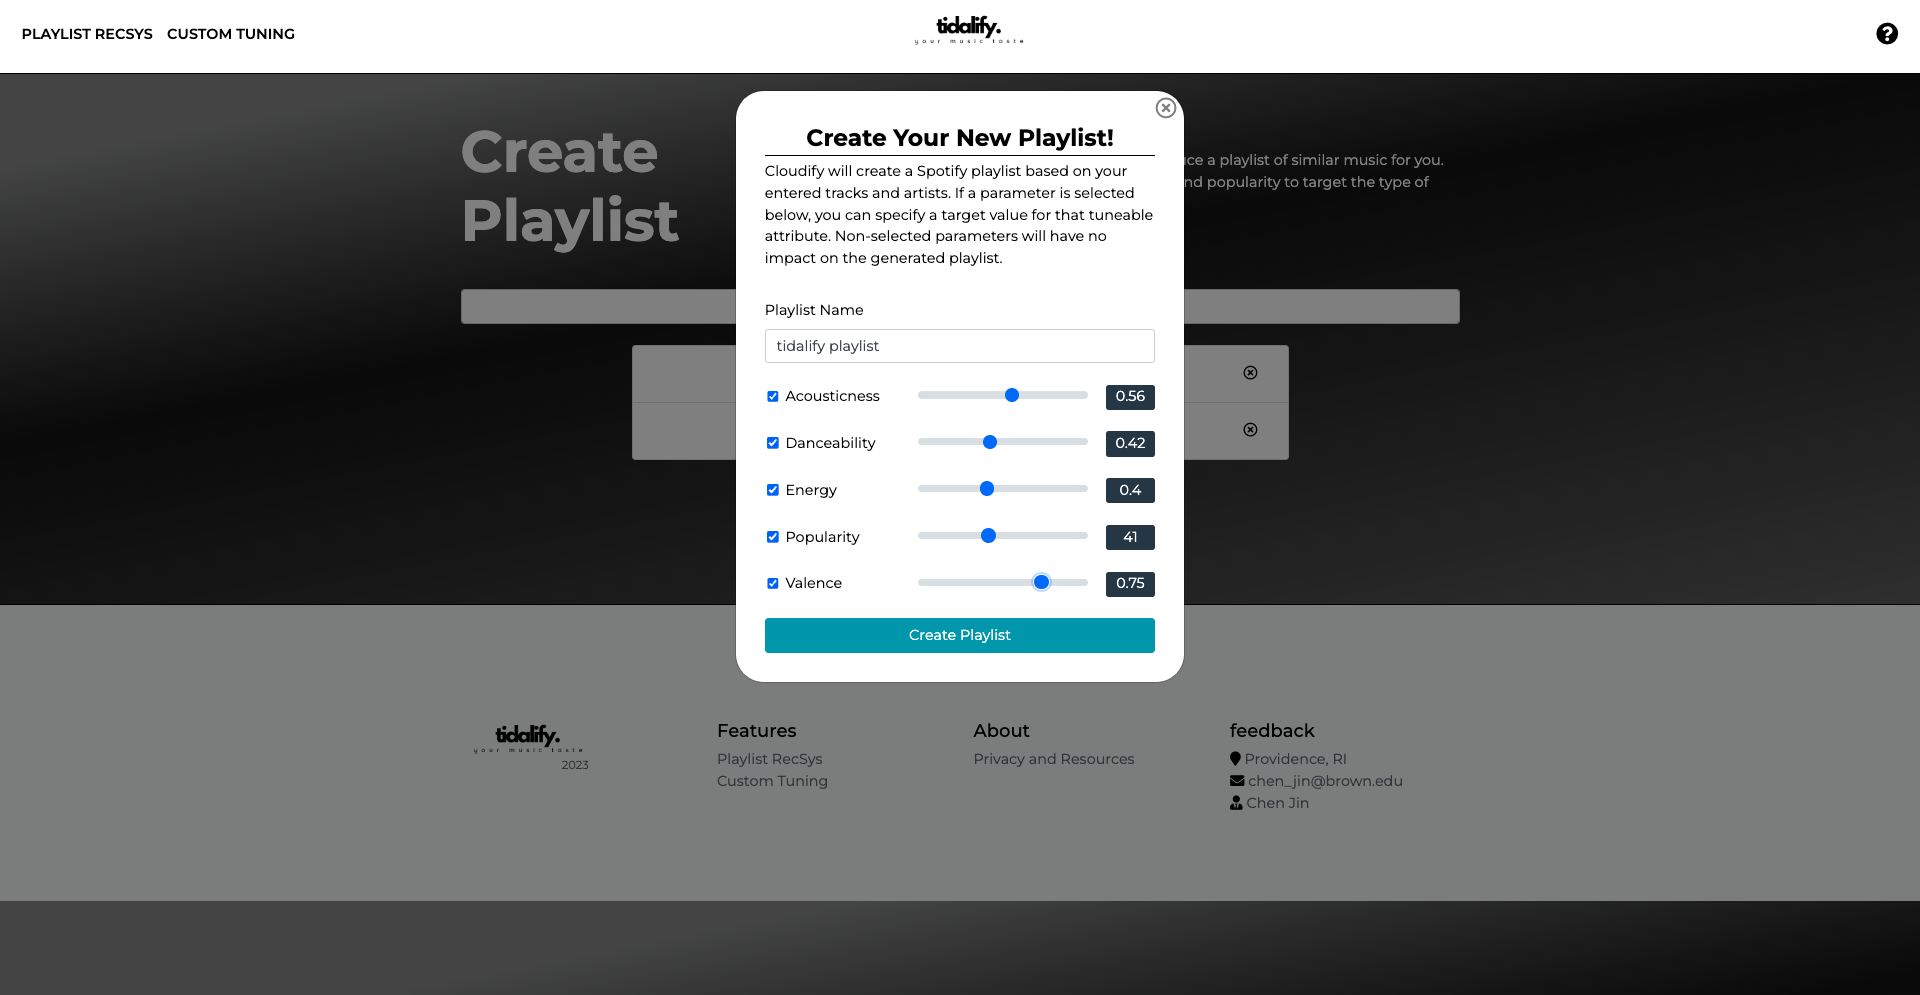 PLAYLIST RECSYS CUSTOM TUNING
tidalify.
your music taste
Create
Playlist
ce a playlist of similar music for you.
nd popularity to target the type of
Create Your New Playlist!
Cloudify will create a Spotify playlist based on your
entered tracks and artists. If a parameter is selected
below, you can specify a target value for that tuneable
attribute. Non-selected parameters will have no
impact on the generated playlist.
Playlist Name
tidalify playlist
Acousticness 0.56
Danceability 0.42
Energy 0.4
Popularity 41
Valence 0.75
Create Playlist
tidalify.
your music taste
2023
Features
Playlist RecSys
Custom Tuning
About
Privacy and Resources
feedback
Providence, RI
chen_jin@brown.edu
Chen Jin